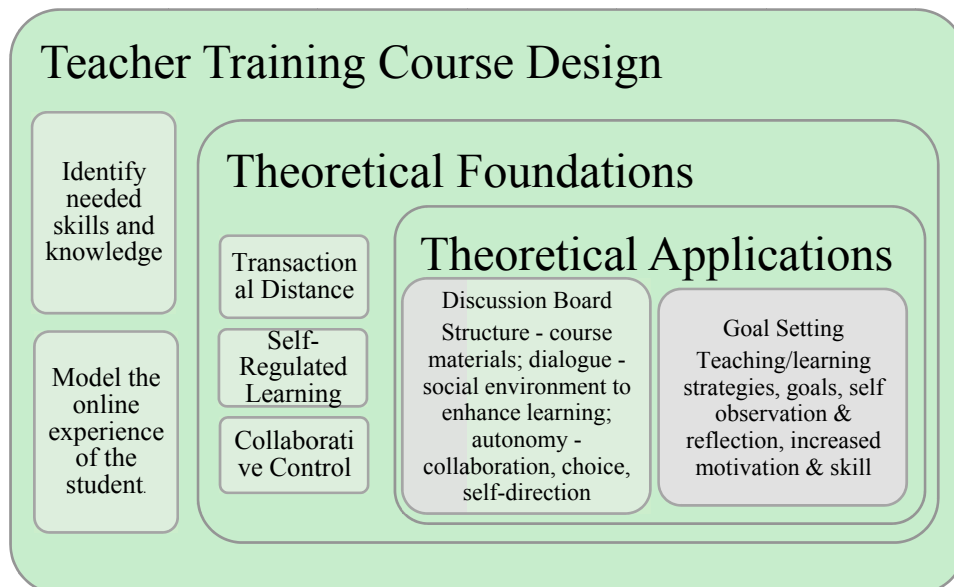 Teacher Training Course Design
Identify
needed
skills and
knowledge
Model the
online
experience
of the
student.
Theoretical Foundations
Transaction
al Distance
Self-
Regulated
Learning
Collaborati
ve Control
Theoretical Applications
Discussion Board
Structure - course
materials; dialogue -
social environment to
enhance learning;
autonomy -
collaboration, choice,
self-direction
Goal Setting
Teaching/learning
strategies, goals, self
observation &
reflection, increased
motivation & skill